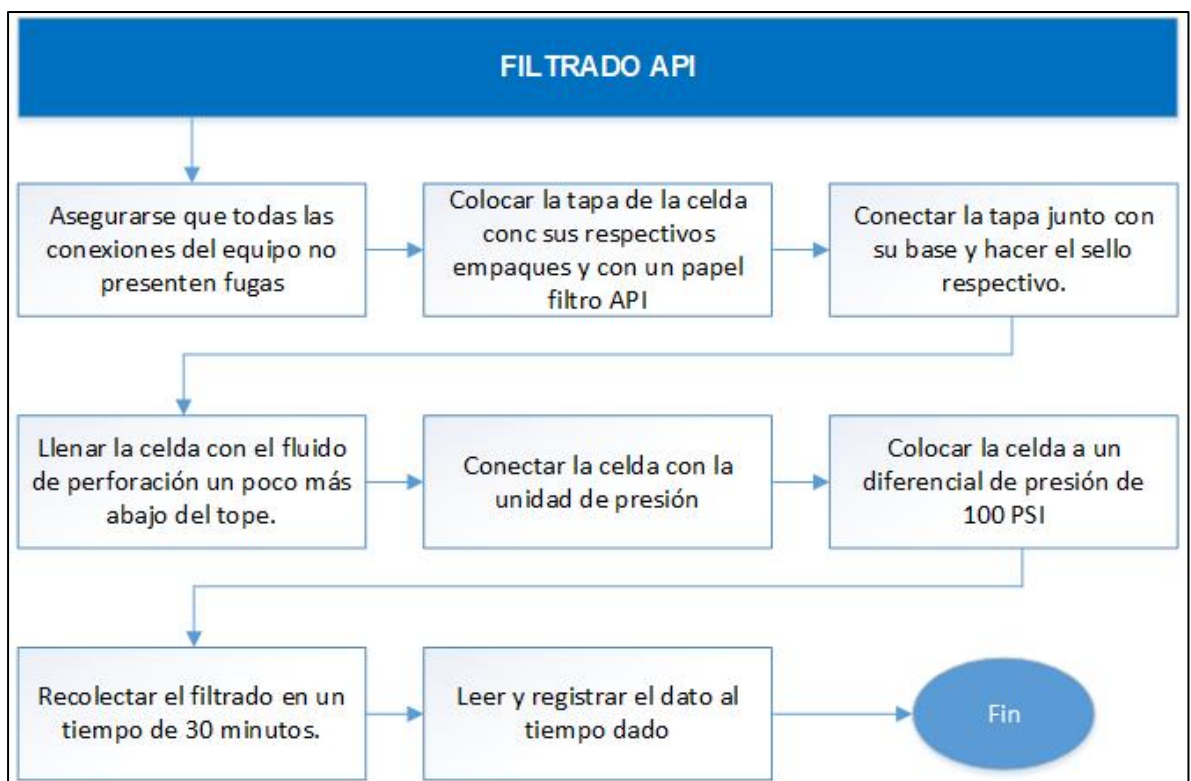 FILTRADO API
Asegurarse que todas las
conexiones del equipo no
presenten fugas
Colocar la tapa de la celda
conc sus respectivos
empaques y con un papel
filtro API
Conectar la tapa junto con
su base y hacer el sello
respectivo.
Llenar la celda con el fluido
de perforación un poco más
abajo del tope.
Conectar la celda con la
unidad de presión
Colocar la celda a un
diferencial de presión de
100 PSI
Recolectar el filtrado en un
tiempo de 30 minutos.
Leer y registrar el dato al
tiempo dado
Fin